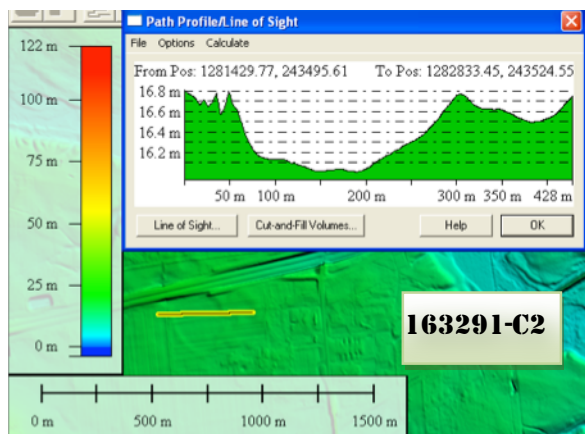 122 m
100 m
75 m
50 m
25 m
0 m
Path Profile/Line of Sight
File Options Calculate
From Pos: 1281429.77, 243495.61 To Pos: 1282833.45, 243524.55
16.8 m
16.6 m
16.4 m
16.2 m
50 m 100 m 200 m 300 m 350 m 428 m
Line of Sight... Cut-and-Fill Volumes... Help OK
163291-C2
0 m 500 m 1000 m 1500 m